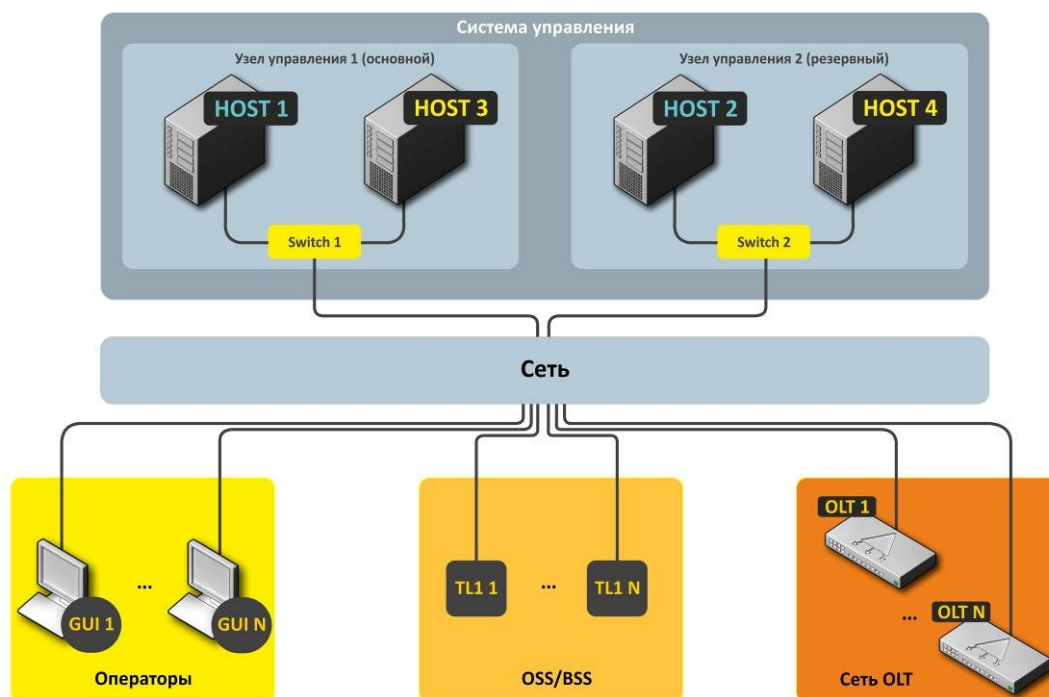 Система управления
Узел управления 1 (основной)
Узел управления 2 (резервный)
HOST 1
HOST 3
HOST 2
HOST 4
Switch 1
Switch 2
Сеть
OLT 1
...
GUI 1
...
GUI N
TL1 1
...
TL1 N
...
OLT N
Операторы
OSS/BSS
Сеть OLT